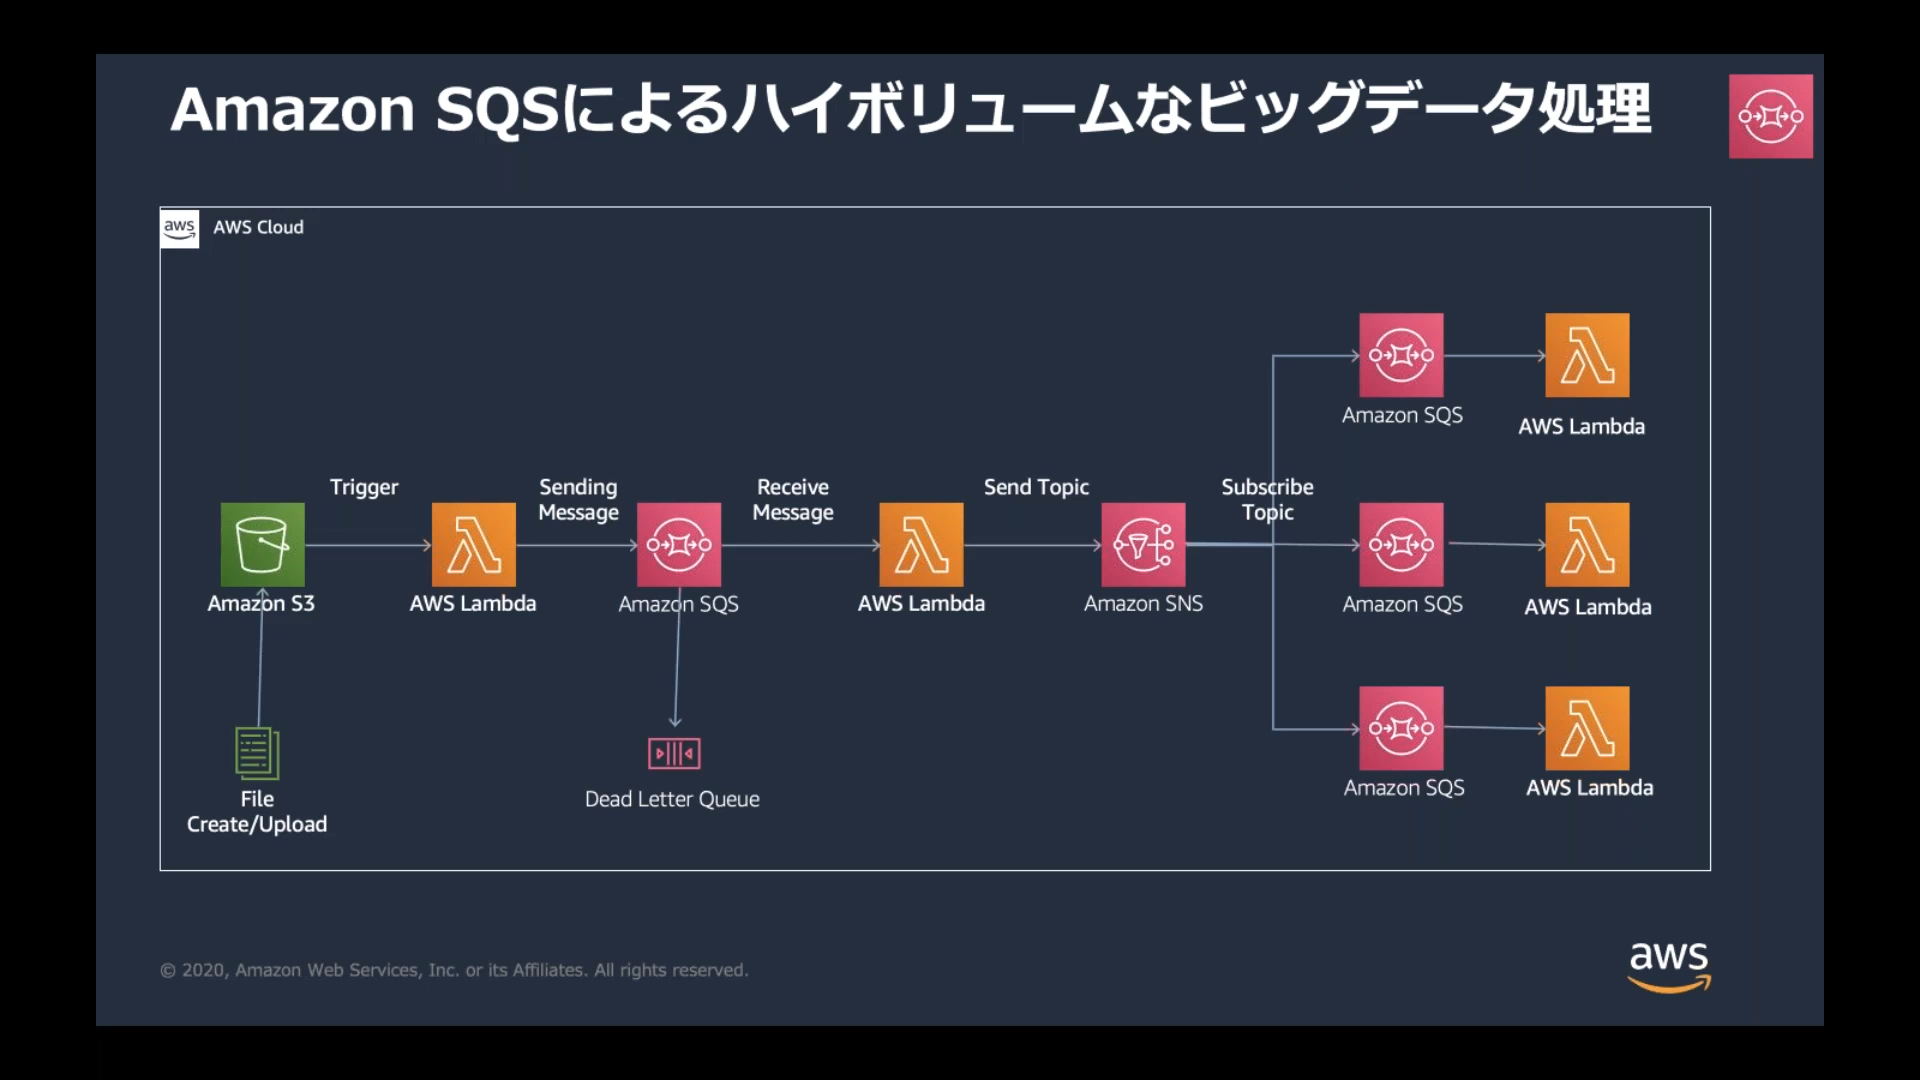 Amazon SQSによるハイボリュームなビッグデータ処理
aws
AWS Cloud
Amazon SQS
AWS Lambda
Trigger
Sending
Message
Receive
Message
Send Topic
Subscribe
Topic
Amazon S3
AWS Lambda
Amazon SQS
AWS Lambda
Amazon SNS
Amazon SQS
AWS Lambda
File
Create/Upload
Dead Letter Queue
Amazon SQS
AWS Lambda
© 2020, Amazon Web Services, Inc. or its Affiliates. All rights reserved.
aws